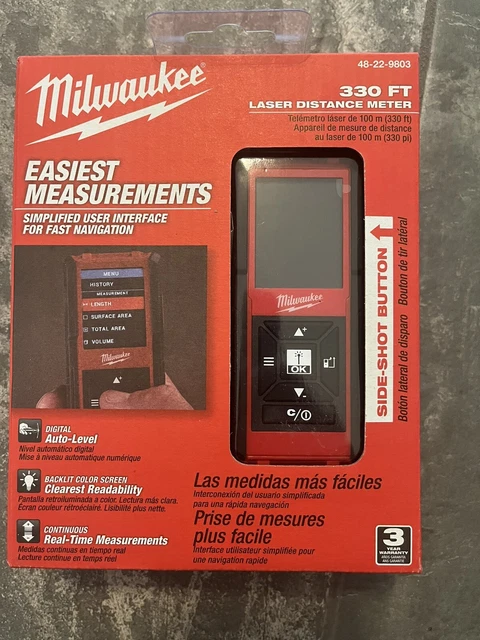 Milwaukee
48-22-9803
330 FT
LASER DISTANCE METER
Telémetro láser de 100 m (330 ft)
Appareil de mesure de distance
au laser de 100 m (330 pi)
EASIEST
MEASUREMENTS
SIMPLIFIED USER INTERFACE
FOR FAST NAVIGATION
MENU
HISTORY
MEASUREMENT
LENGTH
SURFACE AREA
TOTAL AREA
VOLUME
Milwaukee
Milwaukee
OK
C/
SIDE-SHOT BUTTON
Botón lateral de disparo Bouton de tir latéral
DIGITAL
Auto-Level
Nivel automático digital
Mise à niveau automatique numérique
BACKLIT COLOR SCREEN
Clearest Readability
Pantalla retroiluminada a color. Lectura más clara.
Écran couleur rétroéclairé. Lisibilité plus nette.
CONTINUOUS
Real-Time Measurements
Medidas continuas en tiempo real
Lecture continue en temps réel
Las medidas más fáciles
Interconexión del usuario simplificada
para una rápida navegación
Prise de mesures
plus facile
Interface utilisateur simplifiée pour
une navigation rapide
3
YEAR
WARRANTY